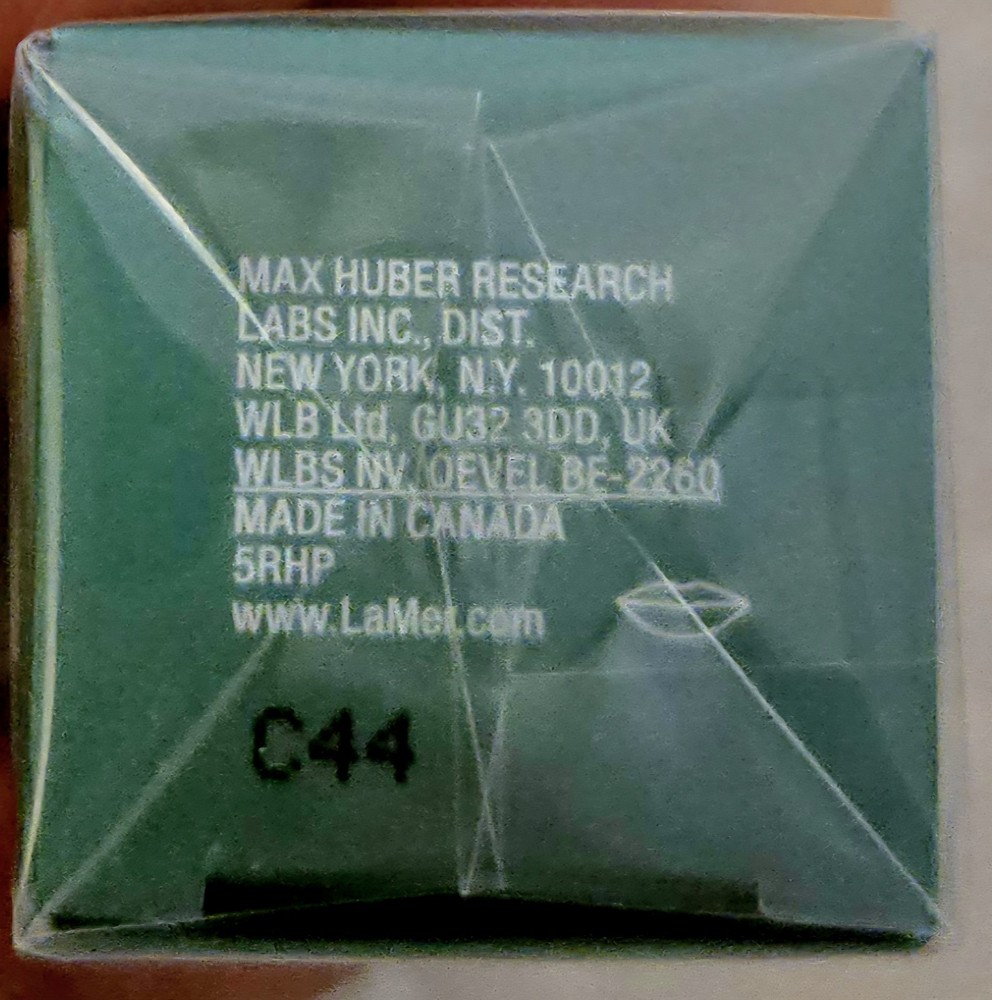 MAX HUBER RESEARCH
LABS INC., DIST.
NEW YORK, N.Y. 10012
WLB Ltd, GU32 3DD, UK
WLBS NV, OEVEL BE-2260
MADE IN CANADA
5RHP
www.LaMer.com
C44